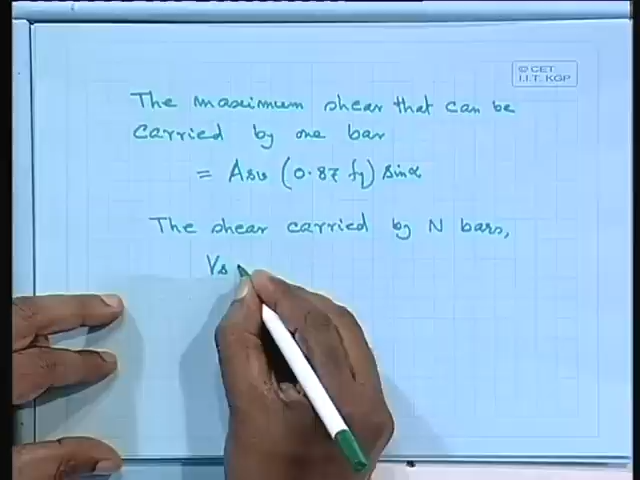 © CET
I.I.T. KGP
The maximum shear that can be
carried by one bar
= Asv (0.87 fy) sinα
The shear carried by N bars,
Vs